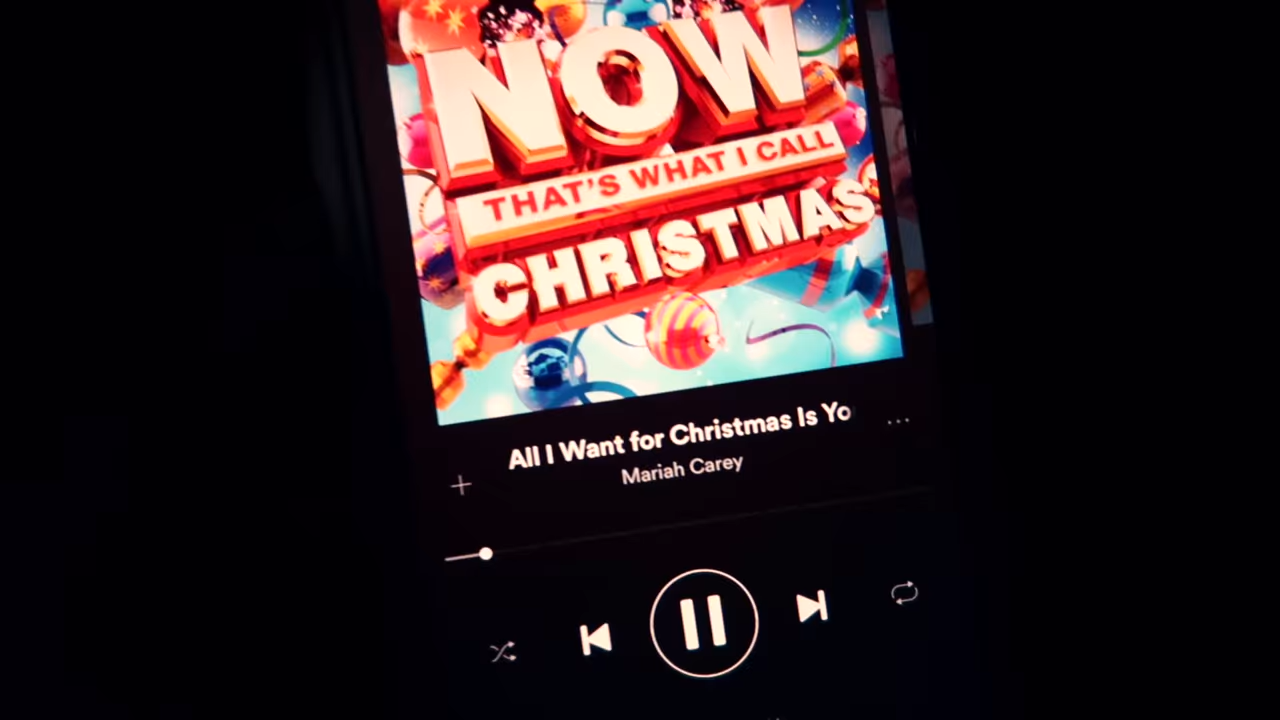 NOW
THAT'S WHAT I CALL
CHRISTMAS
All I Want for Christmas Is Yo
Mariah Carey